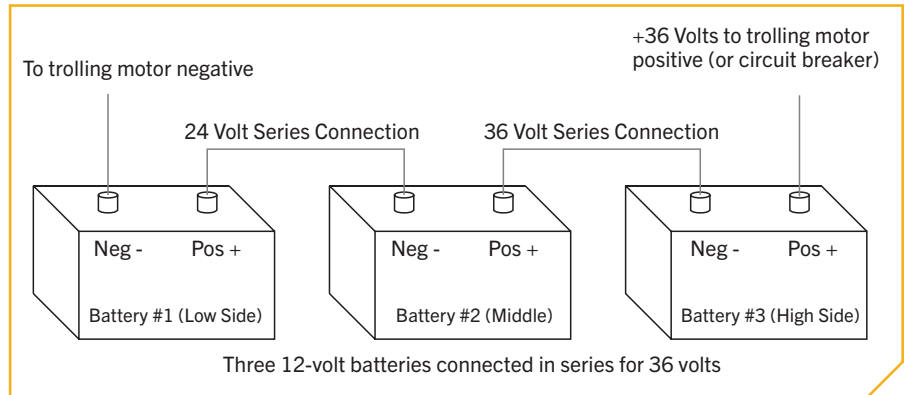 +36 Volts to trolling motor
positive (or circuit breaker)
To trolling motor negative
24 Volt Series Connection
36 Volt Series Connection
Neg - Pos +
Neg - Pos +
Neg - Pos +
Battery #1 (Low Side)
Battery #2 (Middle)
Battery #3 (High Side)
Three 12-volt batteries connected in series for 36 volts